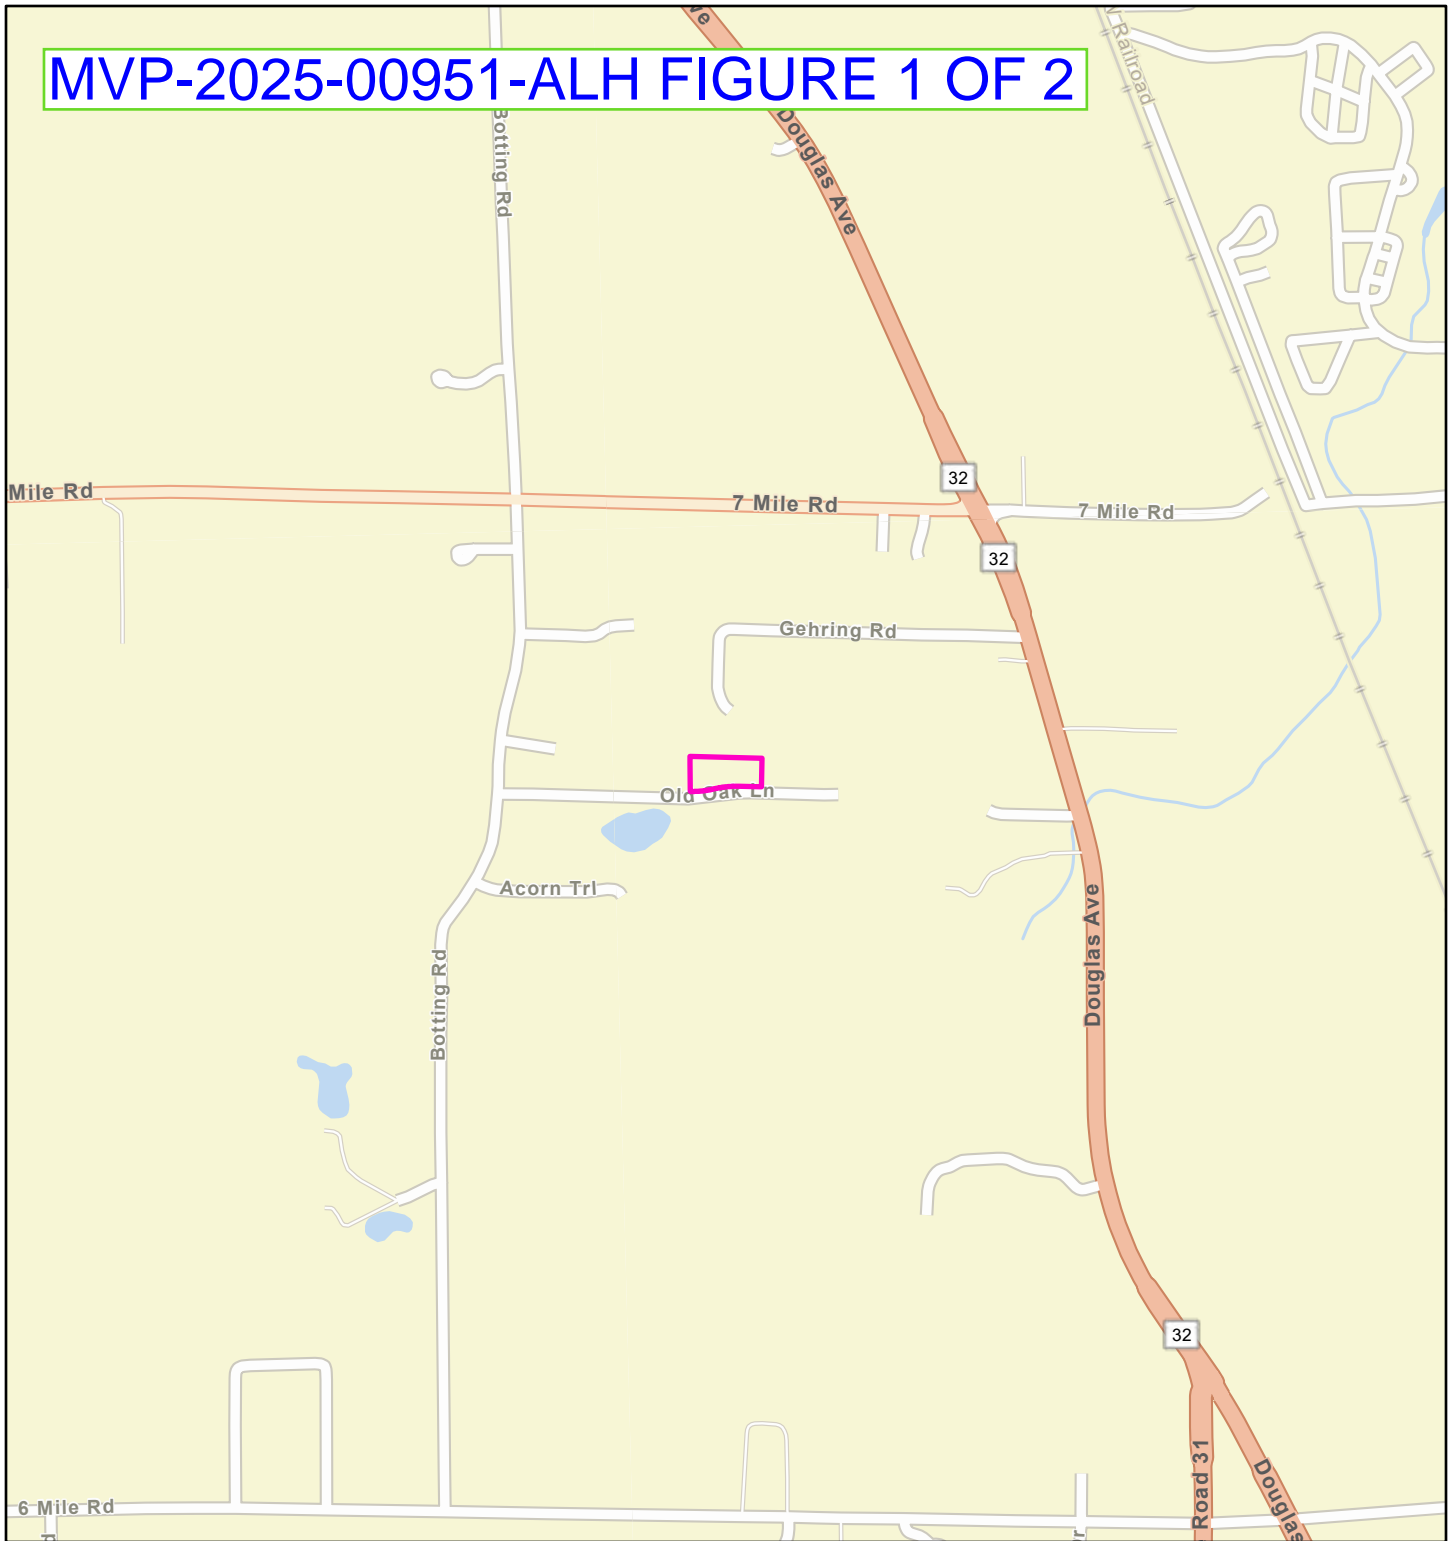 MVP-2025-00951-ALH FIGURE 1 OF 2
Railroad
Botting Rd
Douglas Ave
32
Mile Rd
7 Mile Rd
7 Mile Rd
32
Gehring Rd
Old Oak Ln
Acorn Trl
Douglas Ave
Botting Rd
32
Road 31
Douglas
6 Mile Rd